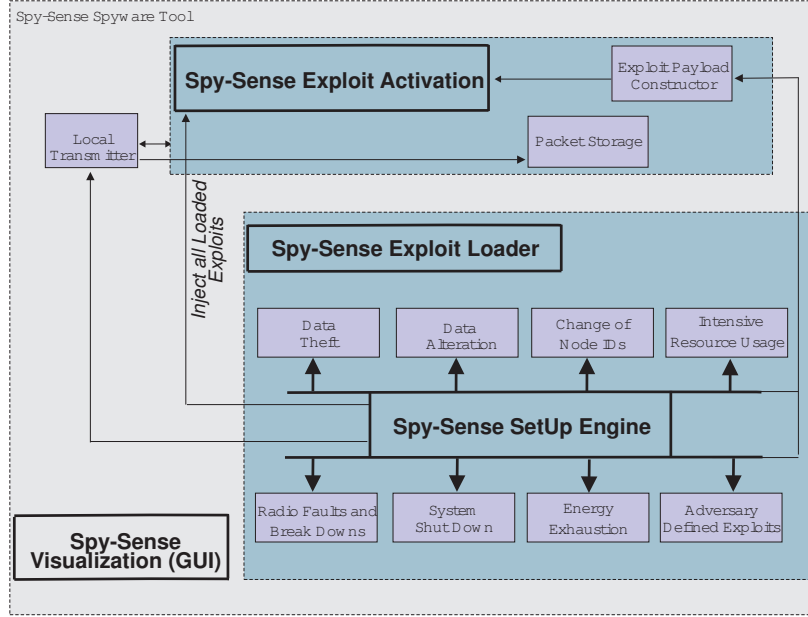 Spy-Sense Spyware Tool
Spy-Sense Exploit Activation
Exploit Payload
Constructor
Local
Transmitter
Packet Storage
Inject all Loaded
Exploits
Spy-Sense Exploit Loader
Data
Theft
Data
Alteration
Change of
Node IDs
Intensive
Resource Usage
Spy-Sense SetUp Engine
Radio Faults and
Break Downs
System
Shut Down
Energy
Exhaustion
Adversary
Defined Exploits
Spy-Sense
Visualization (GUI)